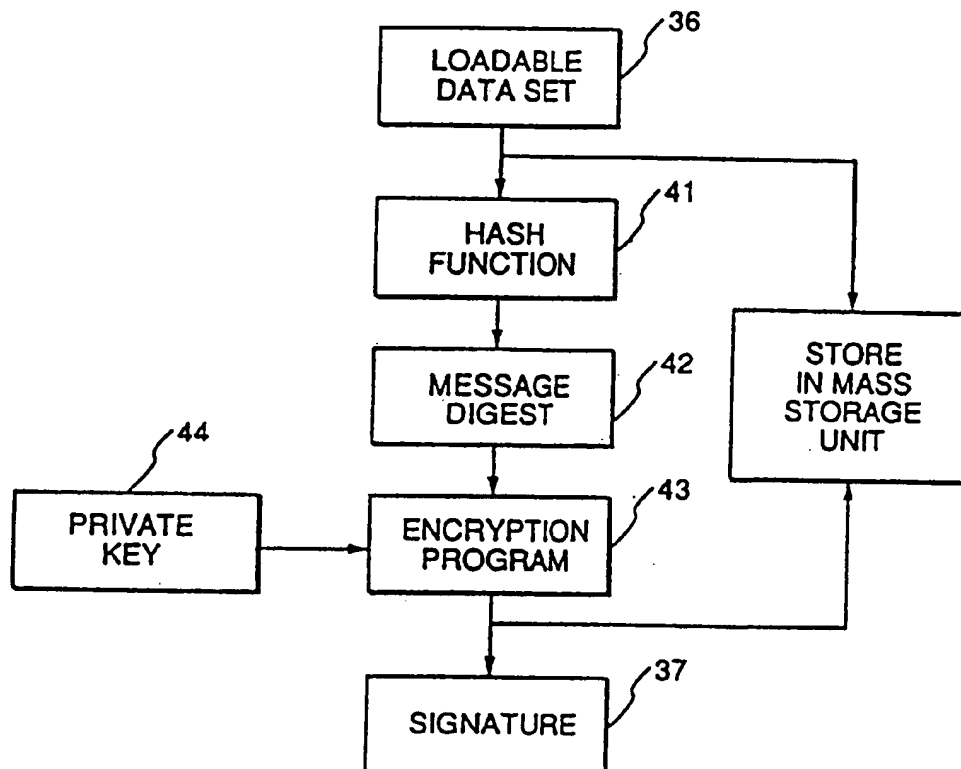 36
LOADABLE
DATA SET
41
HASH
FUNCTION
42
MESSAGE
DIGEST
STORE
IN MASS
STORAGE
UNIT
44
PRIVATE
KEY
43
ENCRYPTION
PROGRAM
37
SIGNATURE